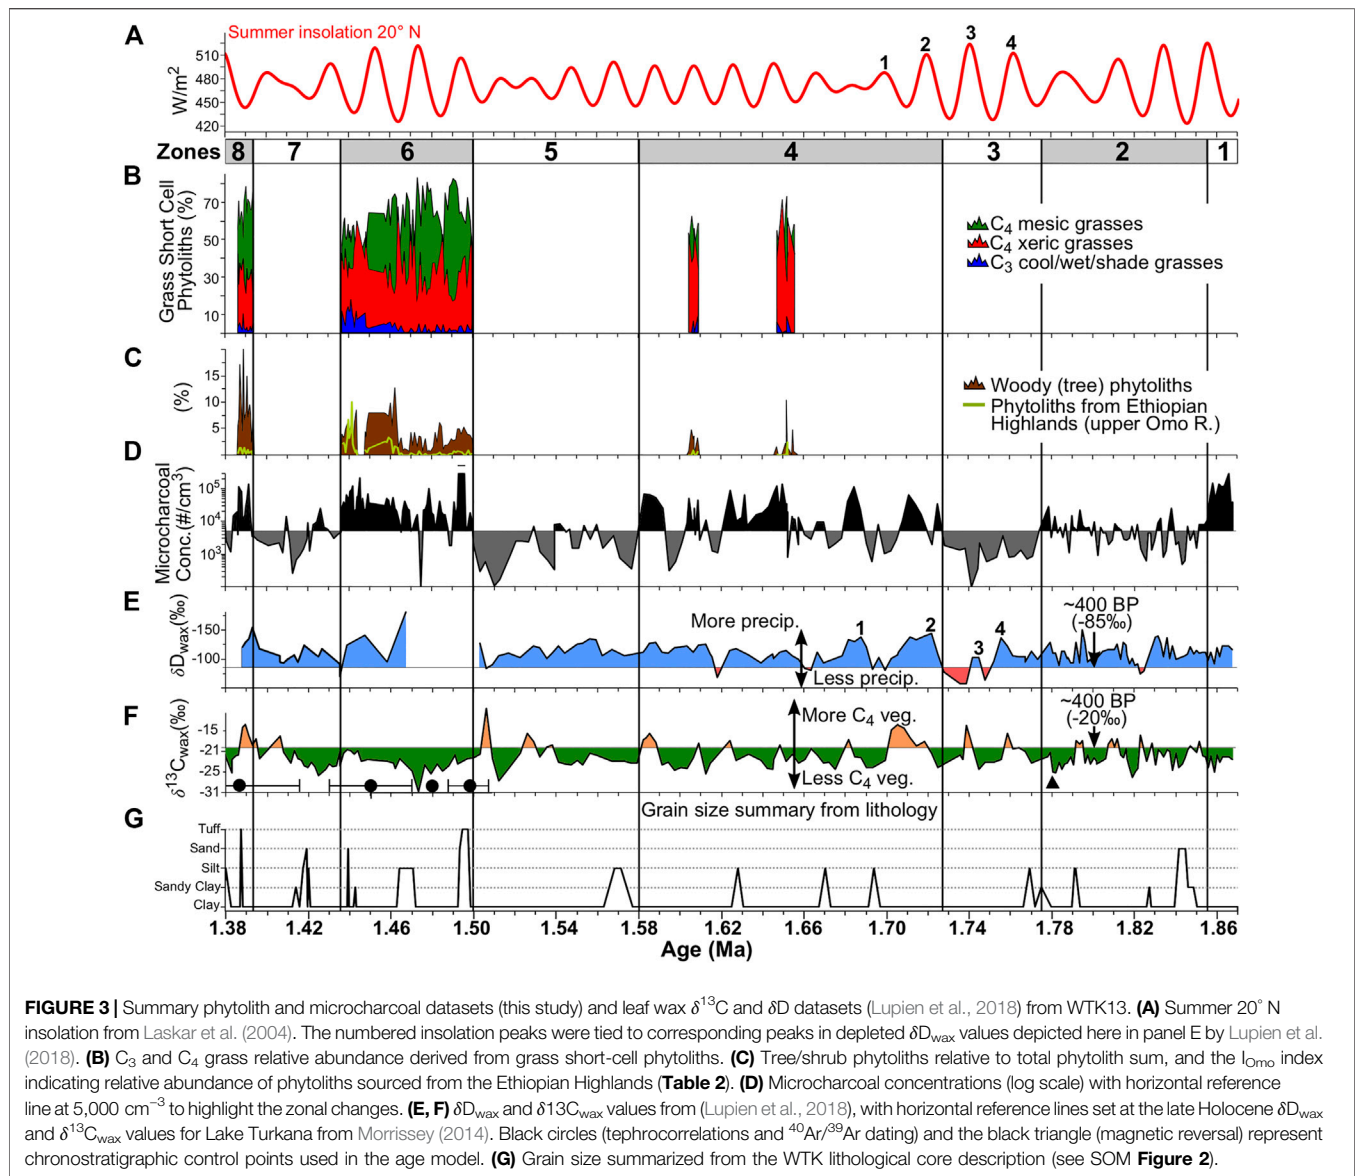 A
Summer insolation 20° N
W/m2
510
480
450
420
1
2
3
4
Zones
8
7
6
5
4
3
2
1
B
Grass Short Cell
Phytoliths (%)
70
50
30
10
C4 mesic grasses
C4 xeric grasses
C3 cool/wet/shade grasses
C
(%)
15
10
5
Woody (tree) phytoliths
Phytoliths from Ethiopian
Highlands (upper Omo R.)
D
Microcharcoal
Conc.(#/cm3)
10^5
10^4
10^3
E
δDwax(‰)
-150
-100
More precip.
Less precip.
1
2
3
4
~400 BP
(-85‰)
F
δ13Cwax(‰)
-15
-21
-25
-31
More C4 veg.
Less C4 veg.
~400 BP
(-20‰)
G
Grain size summary from lithology
Tuff
Sand
Silt
Sandy Clay
Clay
1.38 1.42 1.46 1.50 1.54 1.58 1.62 1.66 1.70 1.74 1.78 1.82 1.86
Age (Ma)
FIGURE 3 | Summary phytolith and microcharcoal datasets (this study) and leaf wax δ13C and δD datasets (Lupien et al., 2018) from WTK13. (A) Summer 20° N
insolation from Laskar et al. (2004). The numbered insolation peaks were tied to corresponding peaks in depleted δDwax values depicted here in panel E by Lupien et al.
(2018). (B) C3 and C4 grass relative abundance derived from grass short-cell phytoliths. (C) Tree/shrub phytoliths relative to total phytolith sum, and the IOmo index
indicating relative abundance of phytoliths sourced from the Ethiopian Highlands (Table 2). (D) Microcharcoal concentrations (log scale) with horizontal reference
line at 5,000 cm−3 to highlight the zonal changes. (E, F) δDwax and δ13Cwax values from (Lupien et al., 2018), with horizontal reference lines set at the late Holocene δDwax
and δ13Cwax values for Lake Turkana from Morrissey (2014). Black circles (tephrocorrelations and 40Ar/39Ar dating) and the black triangle (magnetic reversal) represent
chronostratigraphic control points used in the age model. (G) Grain size summarized from the WTK lithological core description (see SOM Figure 2).